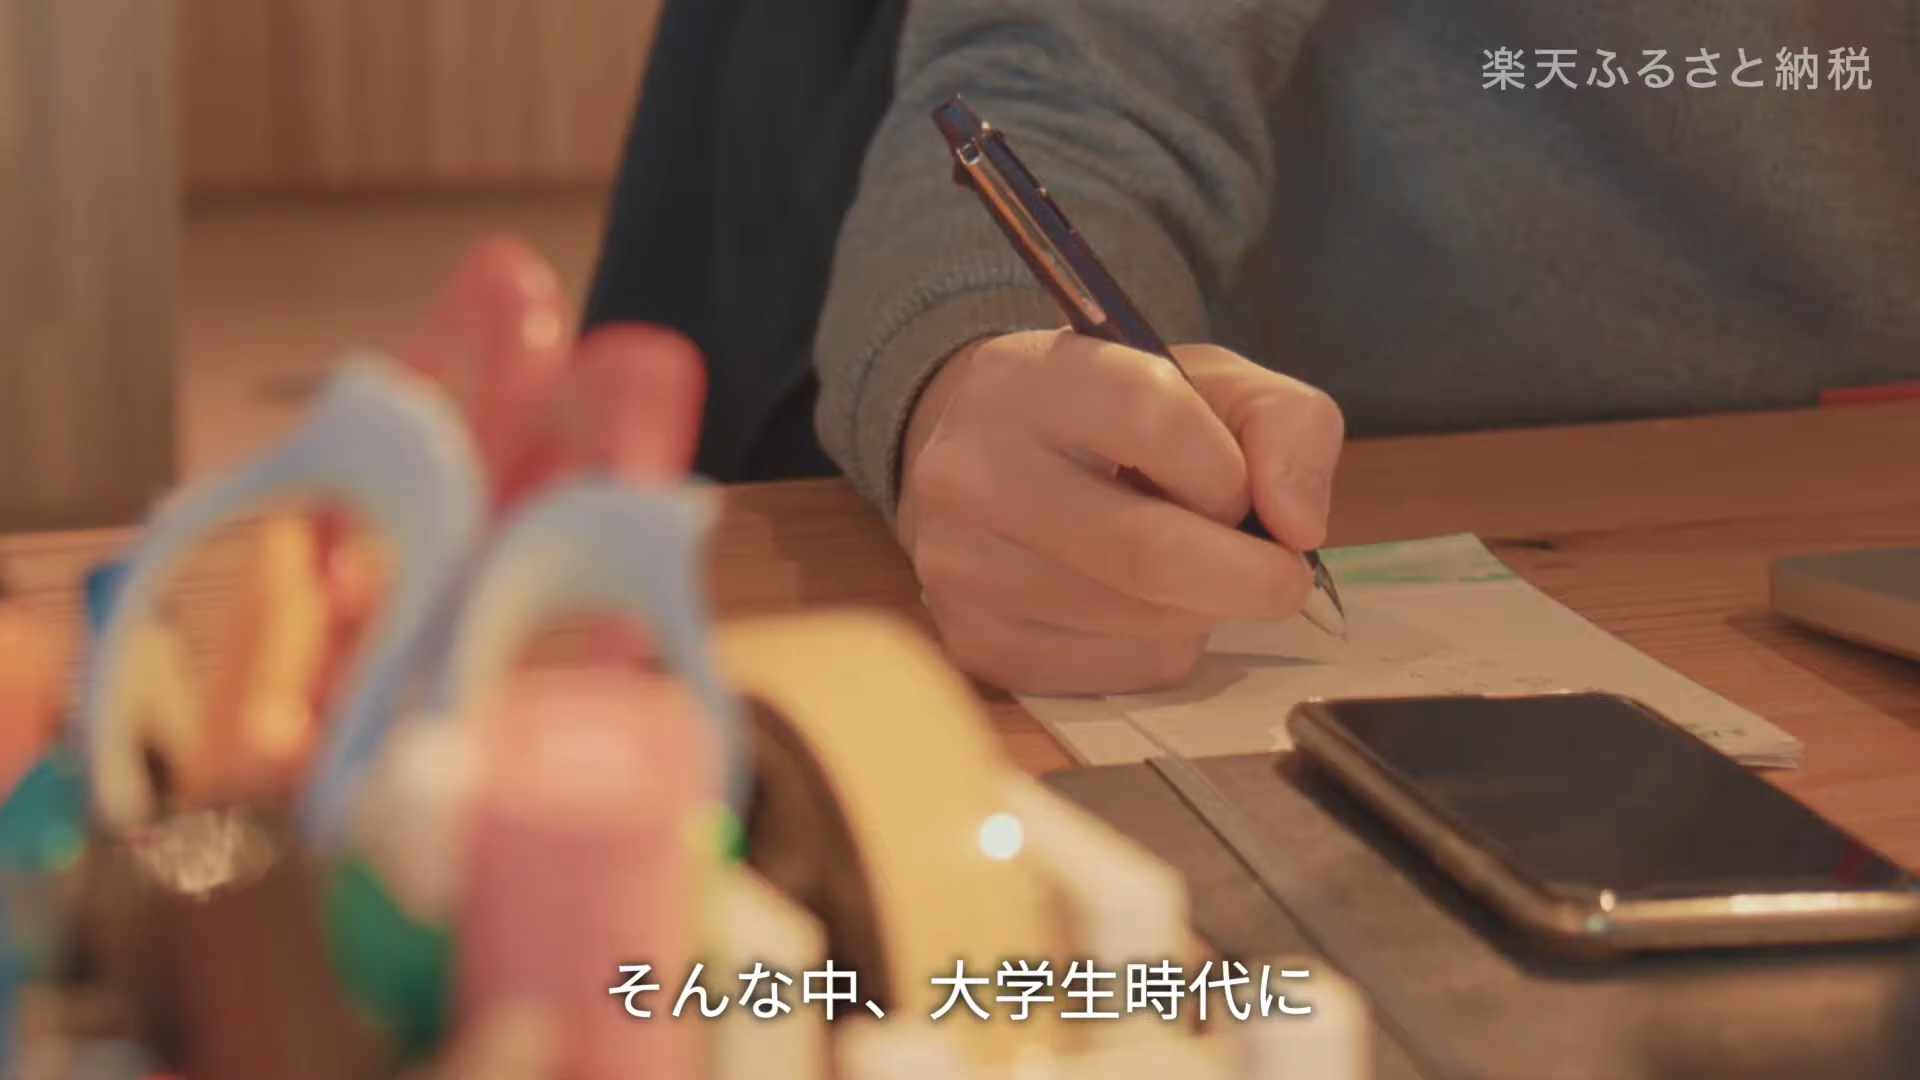 楽天ふるさと納税
そんな中、大学生時代に